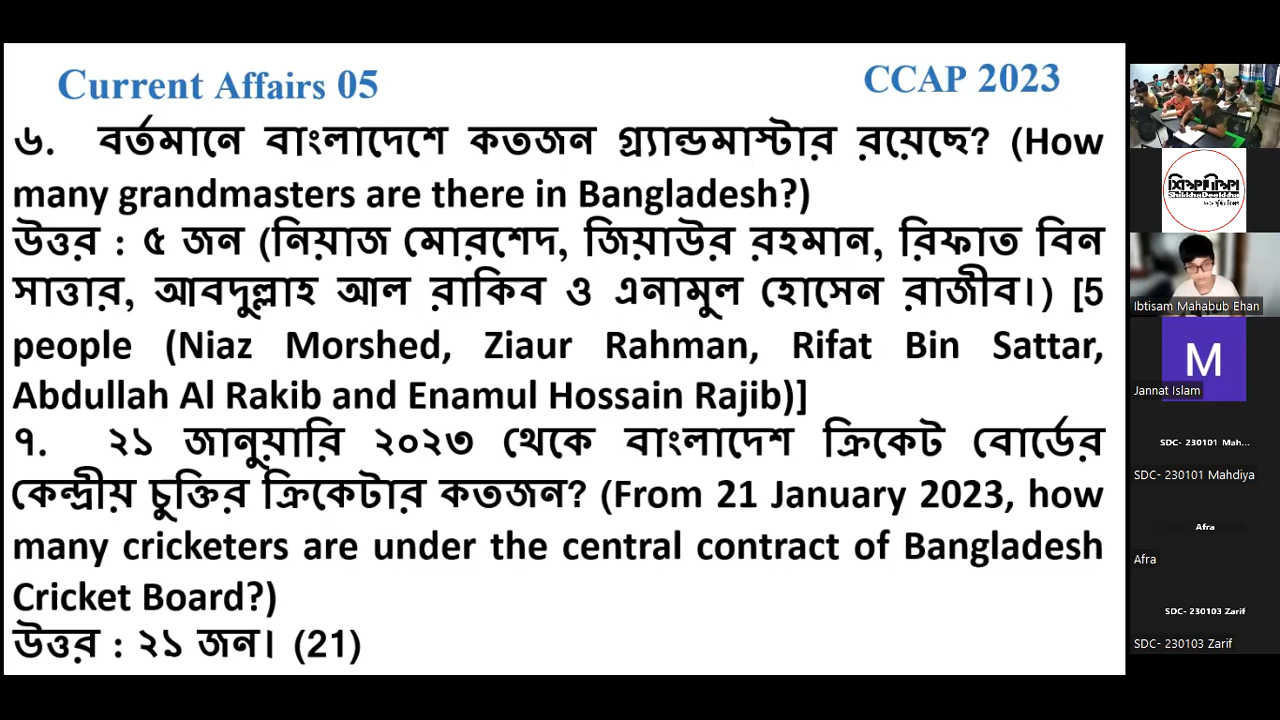 Current Affairs 05
CCAP 2023
৬. বর্তমানে বাংলাদেশে কতজন গ্র্যান্ডমাস্টার রয়েছে? (How
many grandmasters are there in Bangladesh?)
উত্তর : ৫ জন (নিয়াজ মোরশেদ, জিয়াউর রহমান, রিফাত বিন
সাত্তার, আবদুল্লাহ আল রাকিব ও এনামুল হোসেন রাজীব।) [5
people (Niaz Morshed, Ziaur Rahman, Rifat Bin Sattar,
Abdullah Al Rakib and Enamul Hossain Rajib)]
৭. ২১ জানুয়ারি ২০২৩ থেকে বাংলাদেশ ক্রিকেট বোর্ডের
কেন্দ্রীয় চুক্তির ক্রিকেটার কতজন? (From 21 January 2023, how
many cricketers are under the central contract of Bangladesh
Cricket Board?)
উত্তর : ২১ জন। (21)
Ibtisam Mahabub Ehan
M
Jannat Islam
SDC- 230101 Mah...
SDC- 230101 Mahdiya
Afra
Afra
SDC- 230103 Zarif
SDC- 230103 Zarif